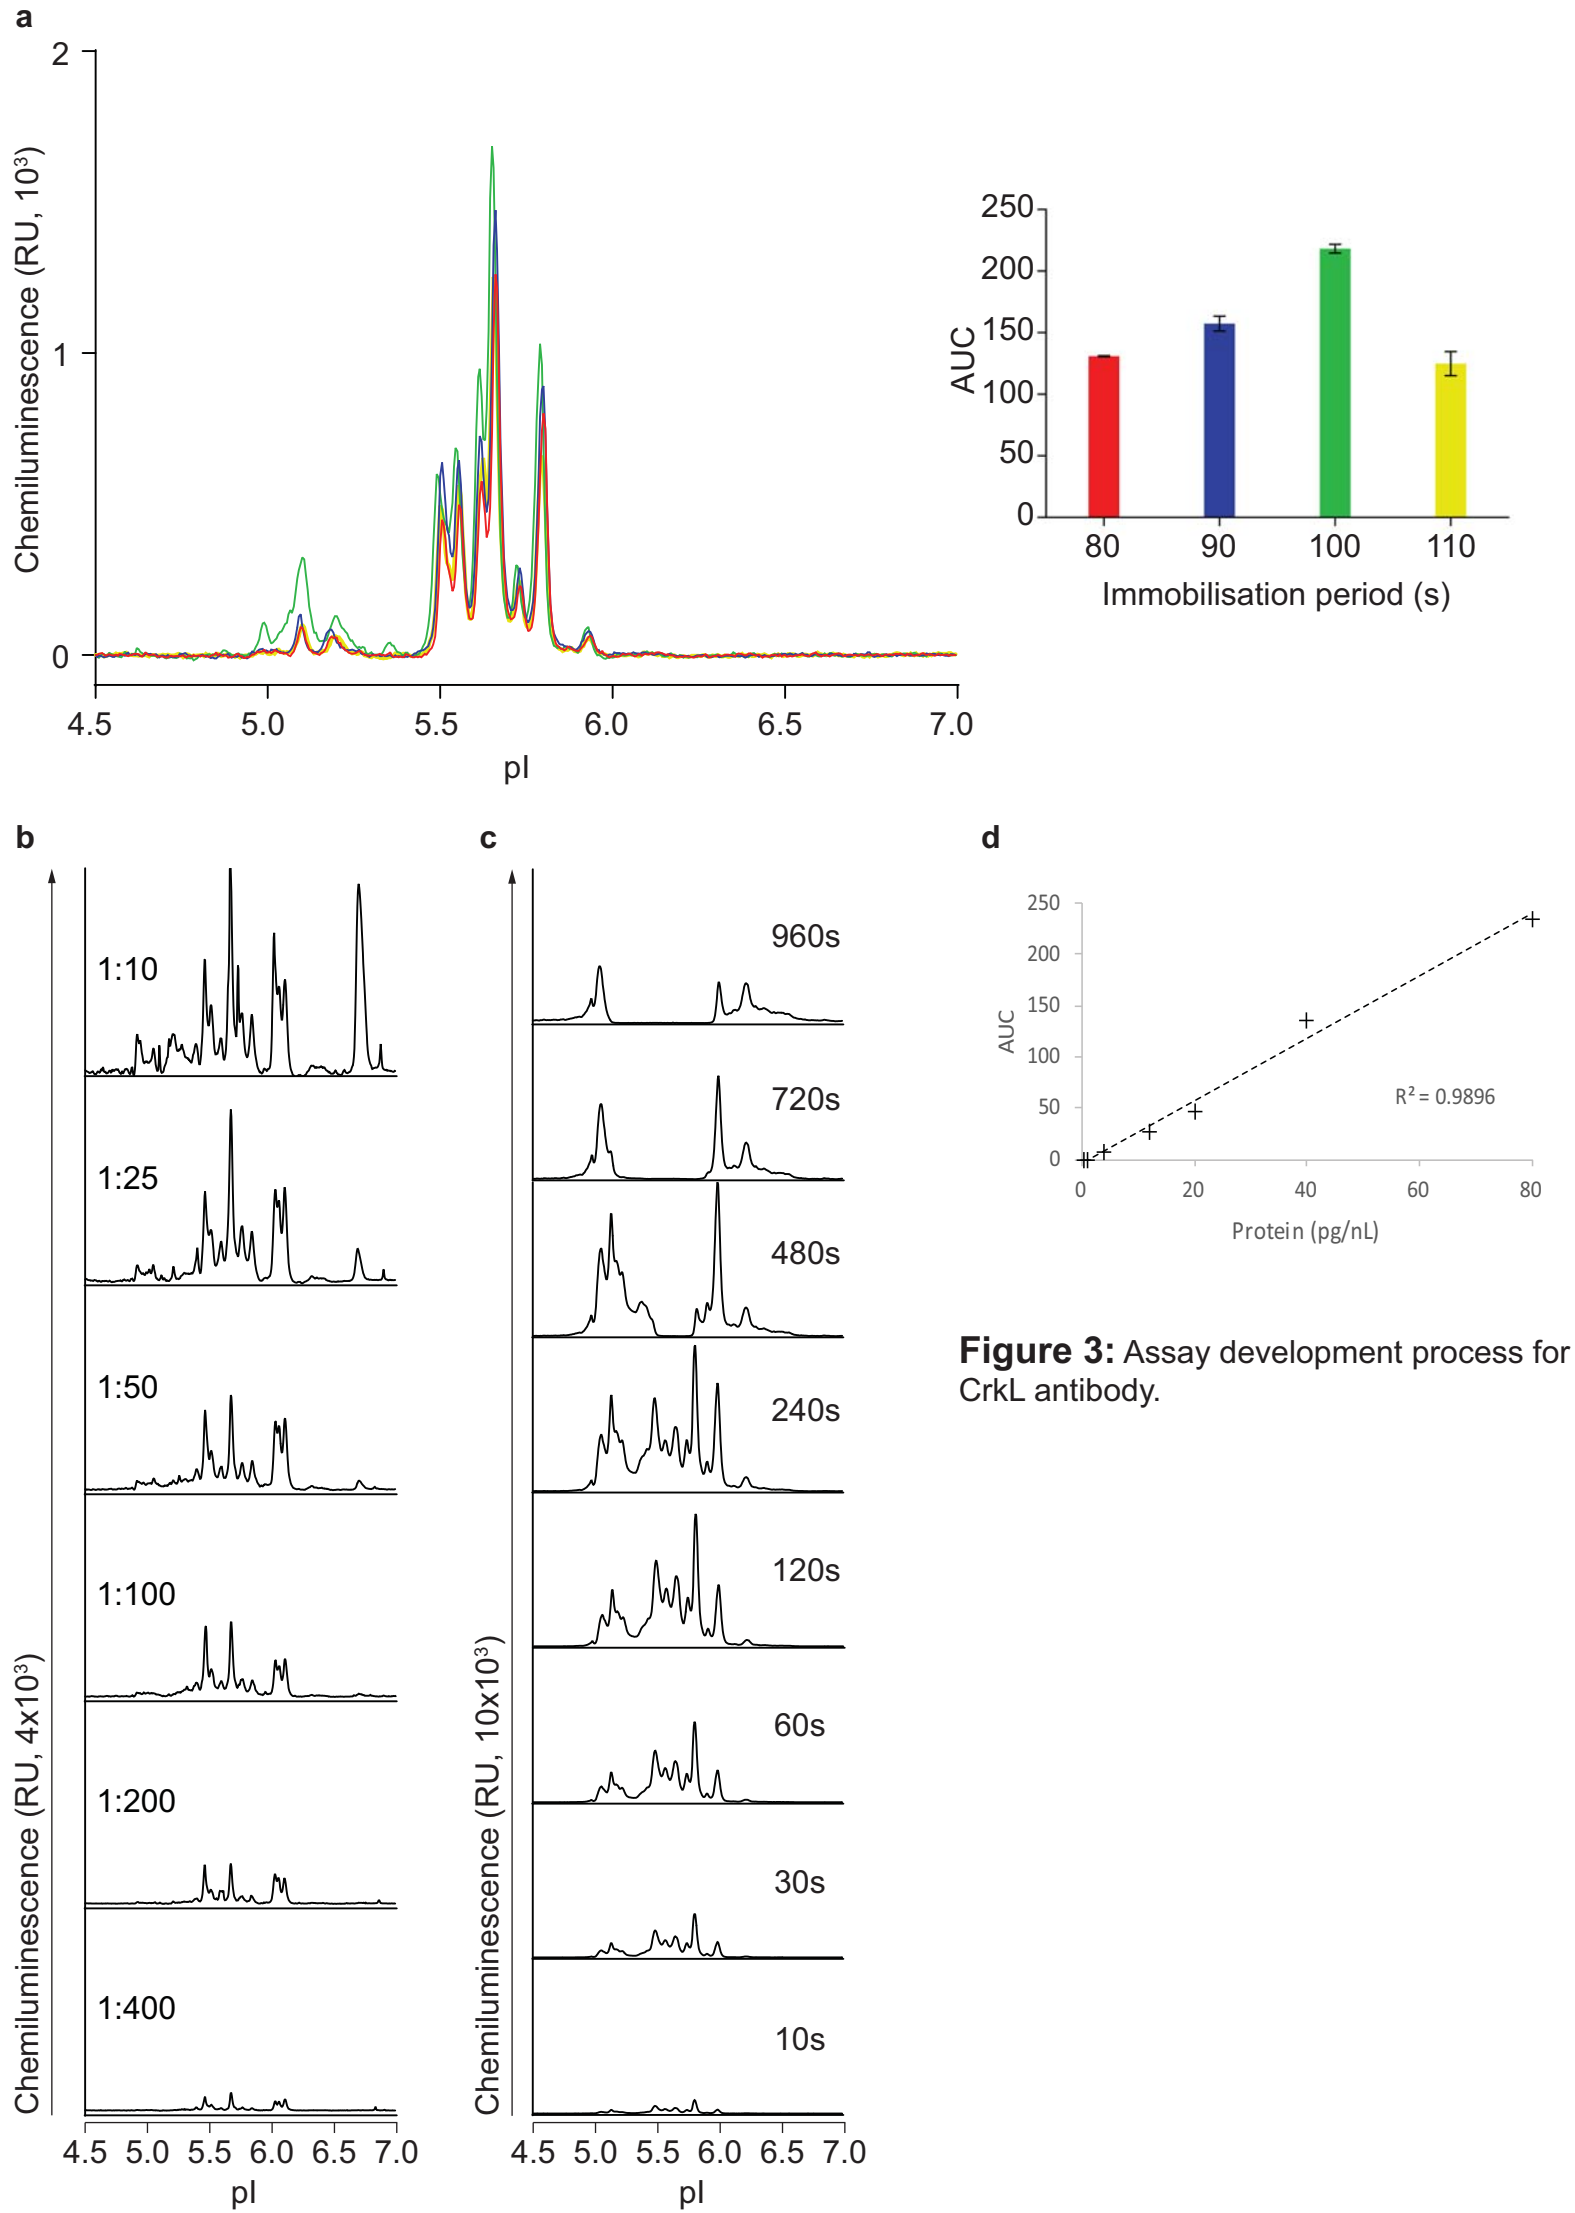 a
2
1
0
Chemiluminescence (RU, 10³)
4.5 5.0 5.5 6.0 6.5 7.0
pI
250
200
150
100
50
0
AUC
80 90 100 110
Immobilisation period (s)
b
1:10
1:25
1:50
1:100
1:200
1:400
Chemiluminescence (RU, 4x10³)
4.5 5.0 5.5 6.0 6.5 7.0
pI
c
960s
720s
480s
240s
120s
60s
30s
10s
Chemiluminescence (RU, 10x10³)
4.5 5.0 5.5 6.0 6.5 7.0
pI
d
250
200
150
100
50
0
AUC
R² = 0.9896
0 20 40 60 80
Protein (pg/nL)
Figure 3: Assay development process for
CrkL antibody.